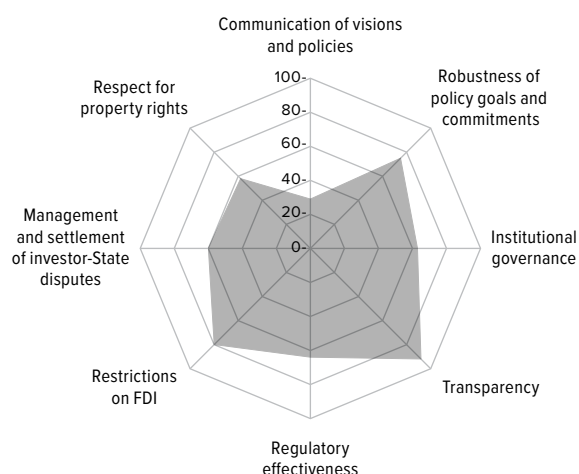 Communication of visions
and policies
Robustness of
policy goals and
commitments
Respect for
property rights
100-
80-
60-
40-
20-
0-
Management
and settlement
of investor-State
disputes
Institutional
governance
Restrictions
on FDI
Transparency
Regulatory
effectiveness